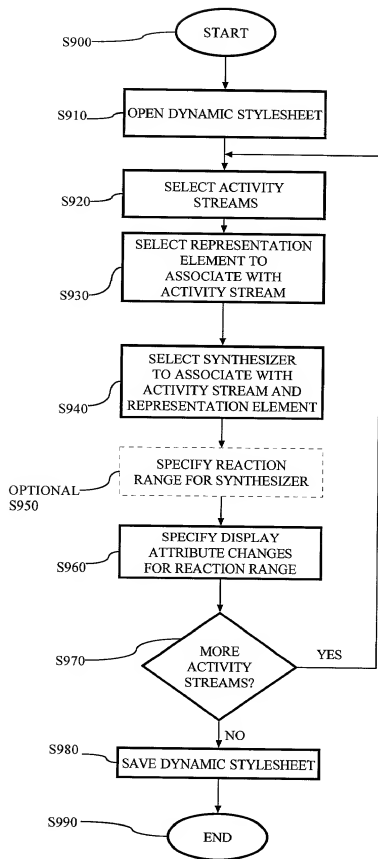 START
S900
OPEN DYNAMIC STYLESHEET
S910
SELECT ACTIVITY
STREAMS
S920
SELECT REPRESENTATION
ELEMENT TO
ASSOCIATE WITH
ACTIVITY STREAM
S930
SELECT SYNTHESIZER
TO ASSOCIATE WITH
ACTIVITY STREAM AND
REPRESENTATION ELEMENT
S940
SPECIFY REACTION
RANGE FOR SYNTHESIZER
OPTIONAL
S950
SPECIFY DISPLAY
ATTRIBUTE CHANGES
FOR REACTION RANGE
S960
MORE
ACTIVITY
STREAMS?
S970
YES
NO
S980
SAVE DYNAMIC STYLESHEET
S990
END